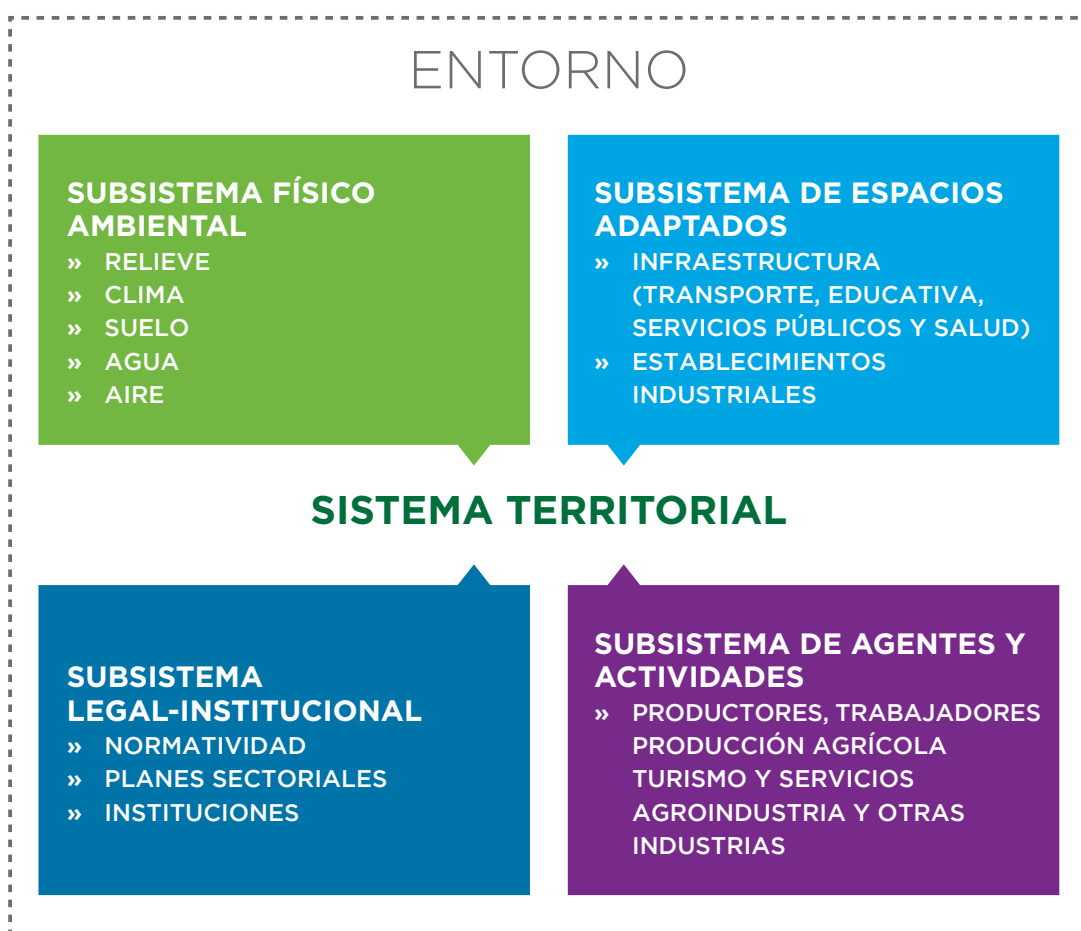 ENTORNO
SUBSISTEMA FÍSICO
AMBIENTAL
» RELIEVE
» CLIMA
» SUELO
» AGUA
» AIRE
SUBSISTEMA DE ESPACIOS
ADAPTADOS
» INFRAESTRUCTURA
(TRANSPORTE, EDUCATIVA,
SERVICIOS PÚBLICOS Y SALUD)
» ESTABLECIMIENTOS
INDUSTRIALES
SISTEMA TERRITORIAL
SUBSISTEMA
LEGAL-INSTITUCIONAL
» NORMATIVIDAD
» PLANES SECTORIALES
» INSTITUCIONES
SUBSISTEMA DE AGENTES Y
ACTIVIDADES
» PRODUCTORES, TRABAJADORES
PRODUCCIÓN AGRÍCOLA
TURISMO Y SERVICIOS
AGROINDUSTRIA Y OTRAS
INDUSTRIAS